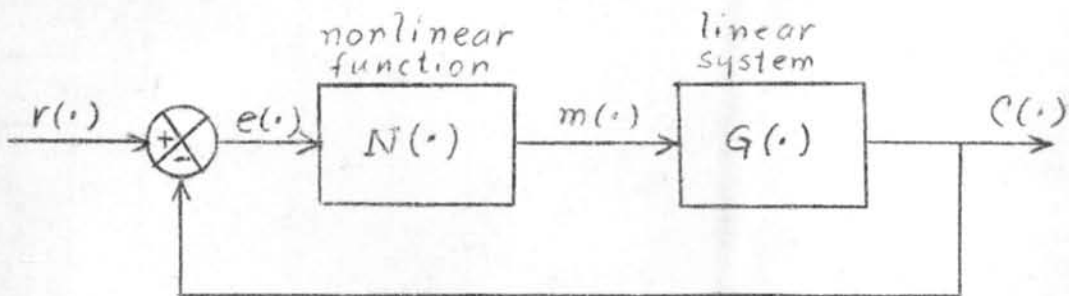 nonlinear
function
linear
system
r(·)
+
-
e(·)
N(·)
m(·)
G(·)
C(·)